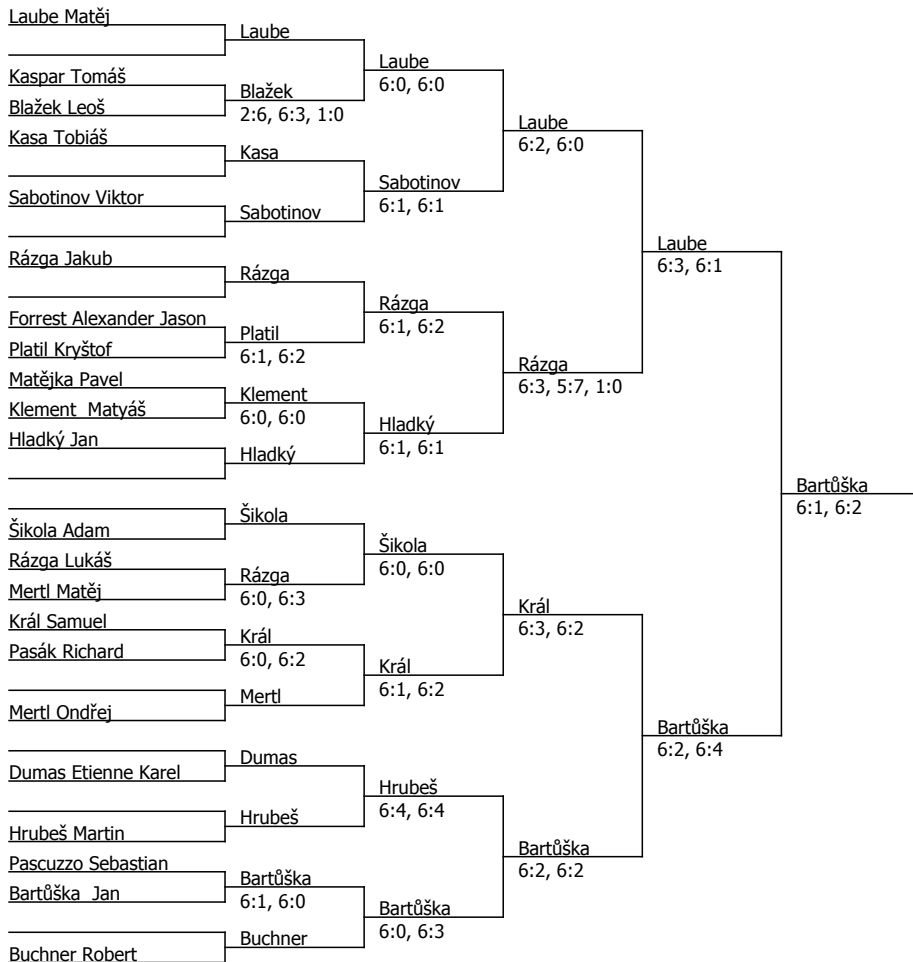 Laube Matěj
Laube
Laube
6:0, 6:0
Kaspar Tomáš
Blažek
2:6, 6:3, 1:0
Blažek Leoš
Laube
6:2, 6:0
Kasa Tobiáš
Kasa
Sabotinov
6:1, 6:1
Sabotinov Viktor
Sabotinov
Laube
6:3, 6:1
Rázga Jakub
Rázga
Rázga
6:1, 6:2
Forrest Alexander Jason
Platil
6:1, 6:2
Platil Kryštof
Rázga
6:3, 5:7, 1:0
Matějka Pavel
Klement
6:0, 6:0
Klement  Matyáš
Hladký
6:1, 6:1
Hladký Jan
Hladký
Bartůška
6:1, 6:2
Šikola
Šikola Adam
Šikola
6:0, 6:0
Rázga Lukáš
Rázga
6:0, 6:3
Mertl Matěj
Král
6:3, 6:2
Král Samuel
Král
6:0, 6:2
Pasák Richard
Král
6:1, 6:2
Mertl
Mertl Ondřej
Bartůška
6:2, 6:4
Dumas
Dumas Etienne Karel
Hrubeš
6:4, 6:4
Hrubeš
Hrubeš Martin
Bartůška
6:2, 6:2
Pascuzzo Sebastian
Bartůška
6:1, 6:0
Bartůška  Jan
Bartůška
6:0, 6:3
Buchner
Buchner Robert